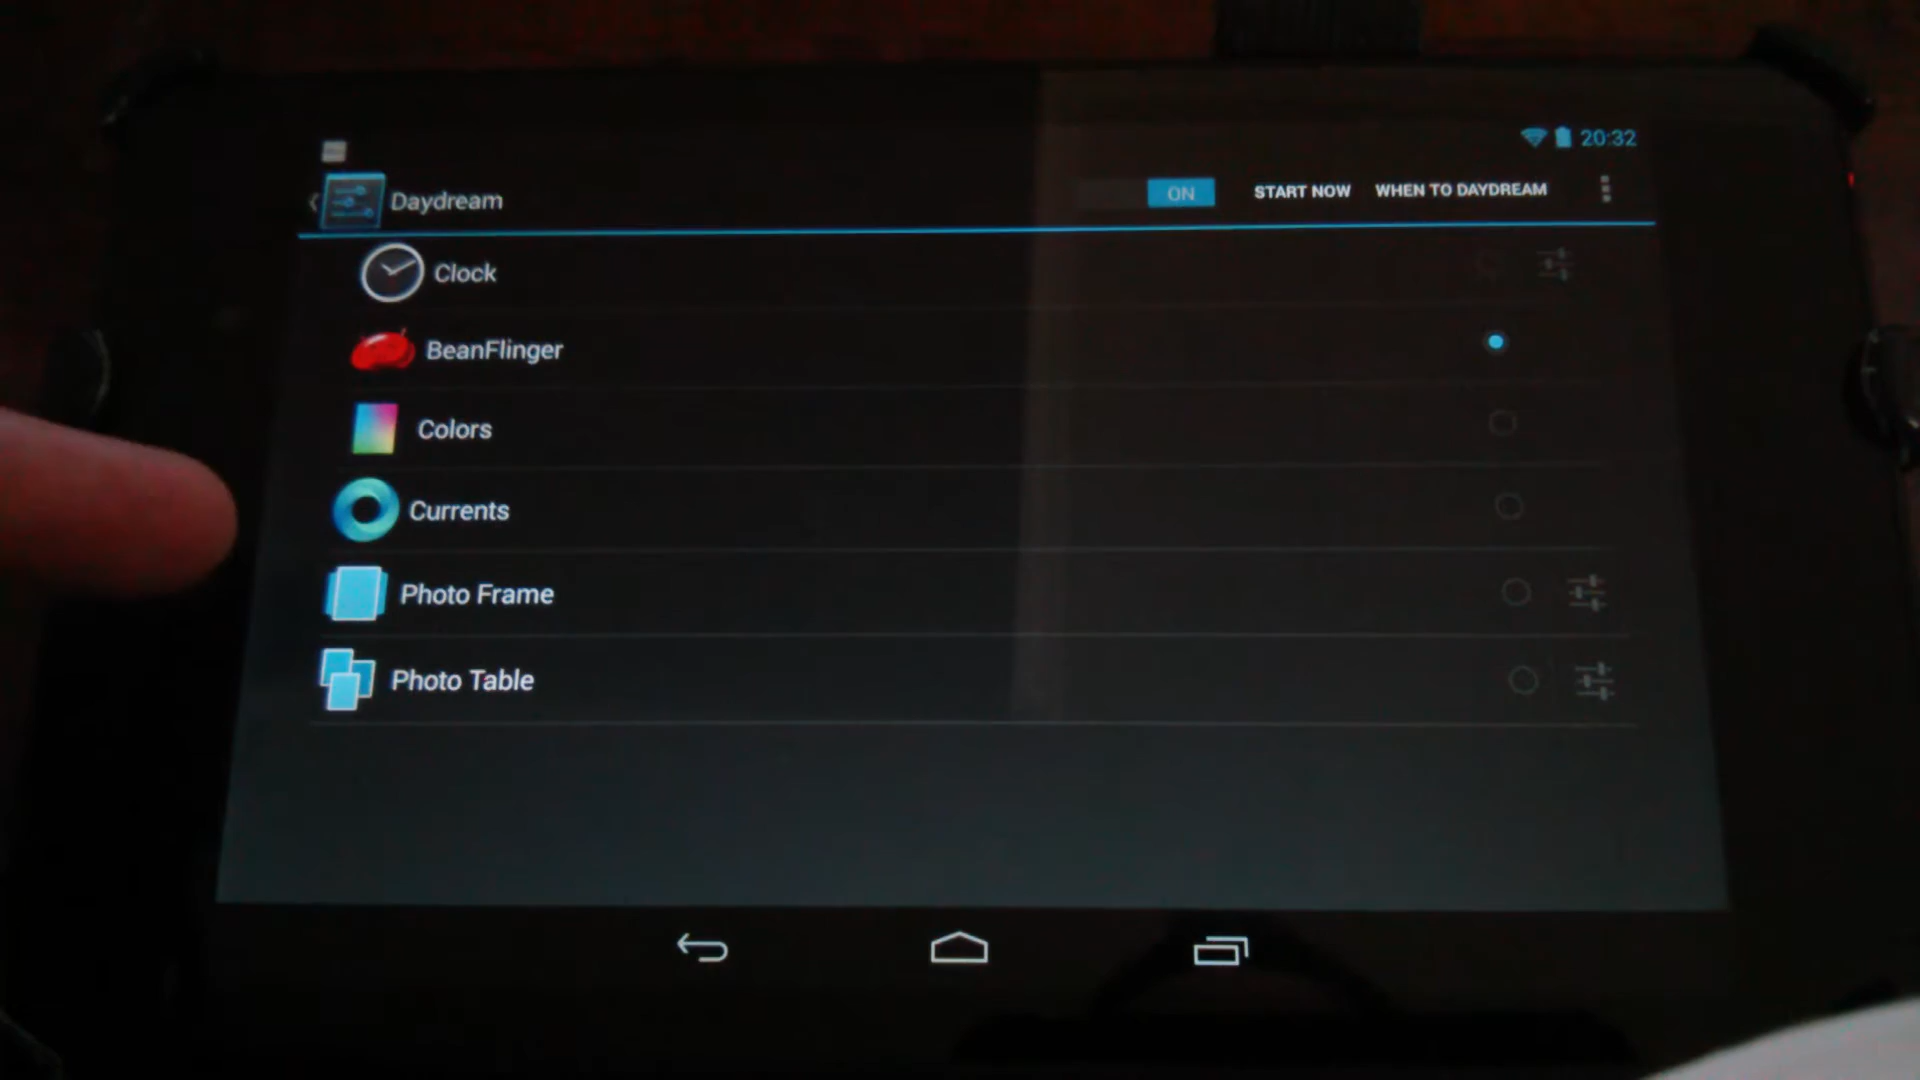 20:32
Daydream
ON
START NOW
WHEN TO DAYDREAM
Clock
BeanFlinger
Colors
Currents
Photo Frame
Photo Table